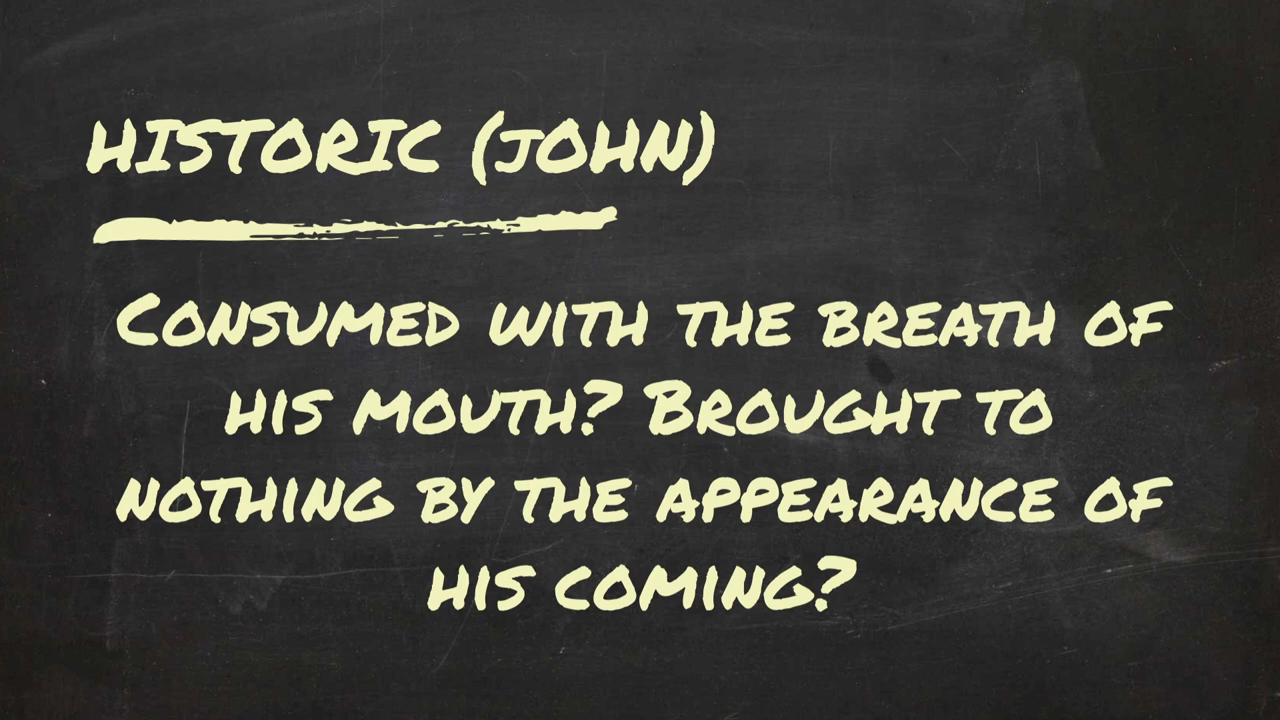 HISTORIC (JOHN)
Consumed with the breath of
his mouth? Brought to
nothing by the appearance of
his coming?